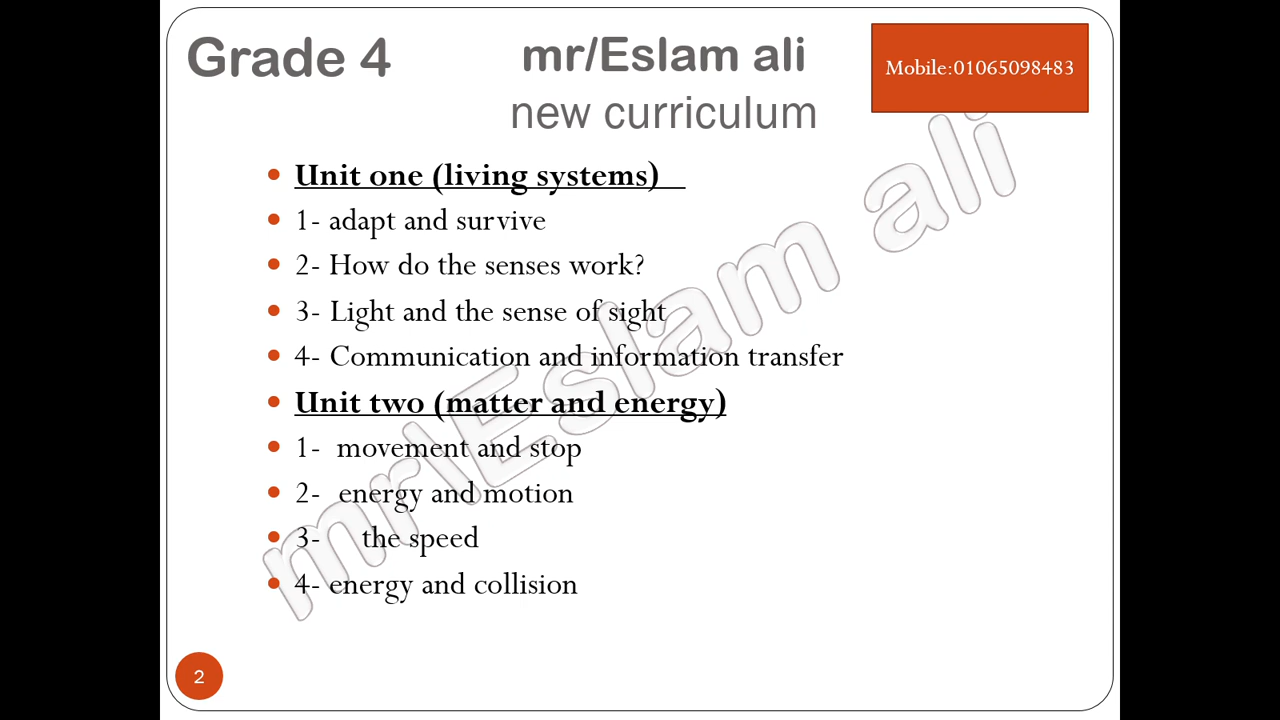 Grade 4
mr/Eslam ali
new curriculum
Mobile:01065098483
Unit one (living systems)
1- adapt and survive
2- How do the senses work?
3- Light and the sense of sight
4- Communication and information transfer
Unit two (matter and energy)
1- movement and stop
2- energy and motion
3- the speed
4- energy and collision
mr/Eslam ali
2